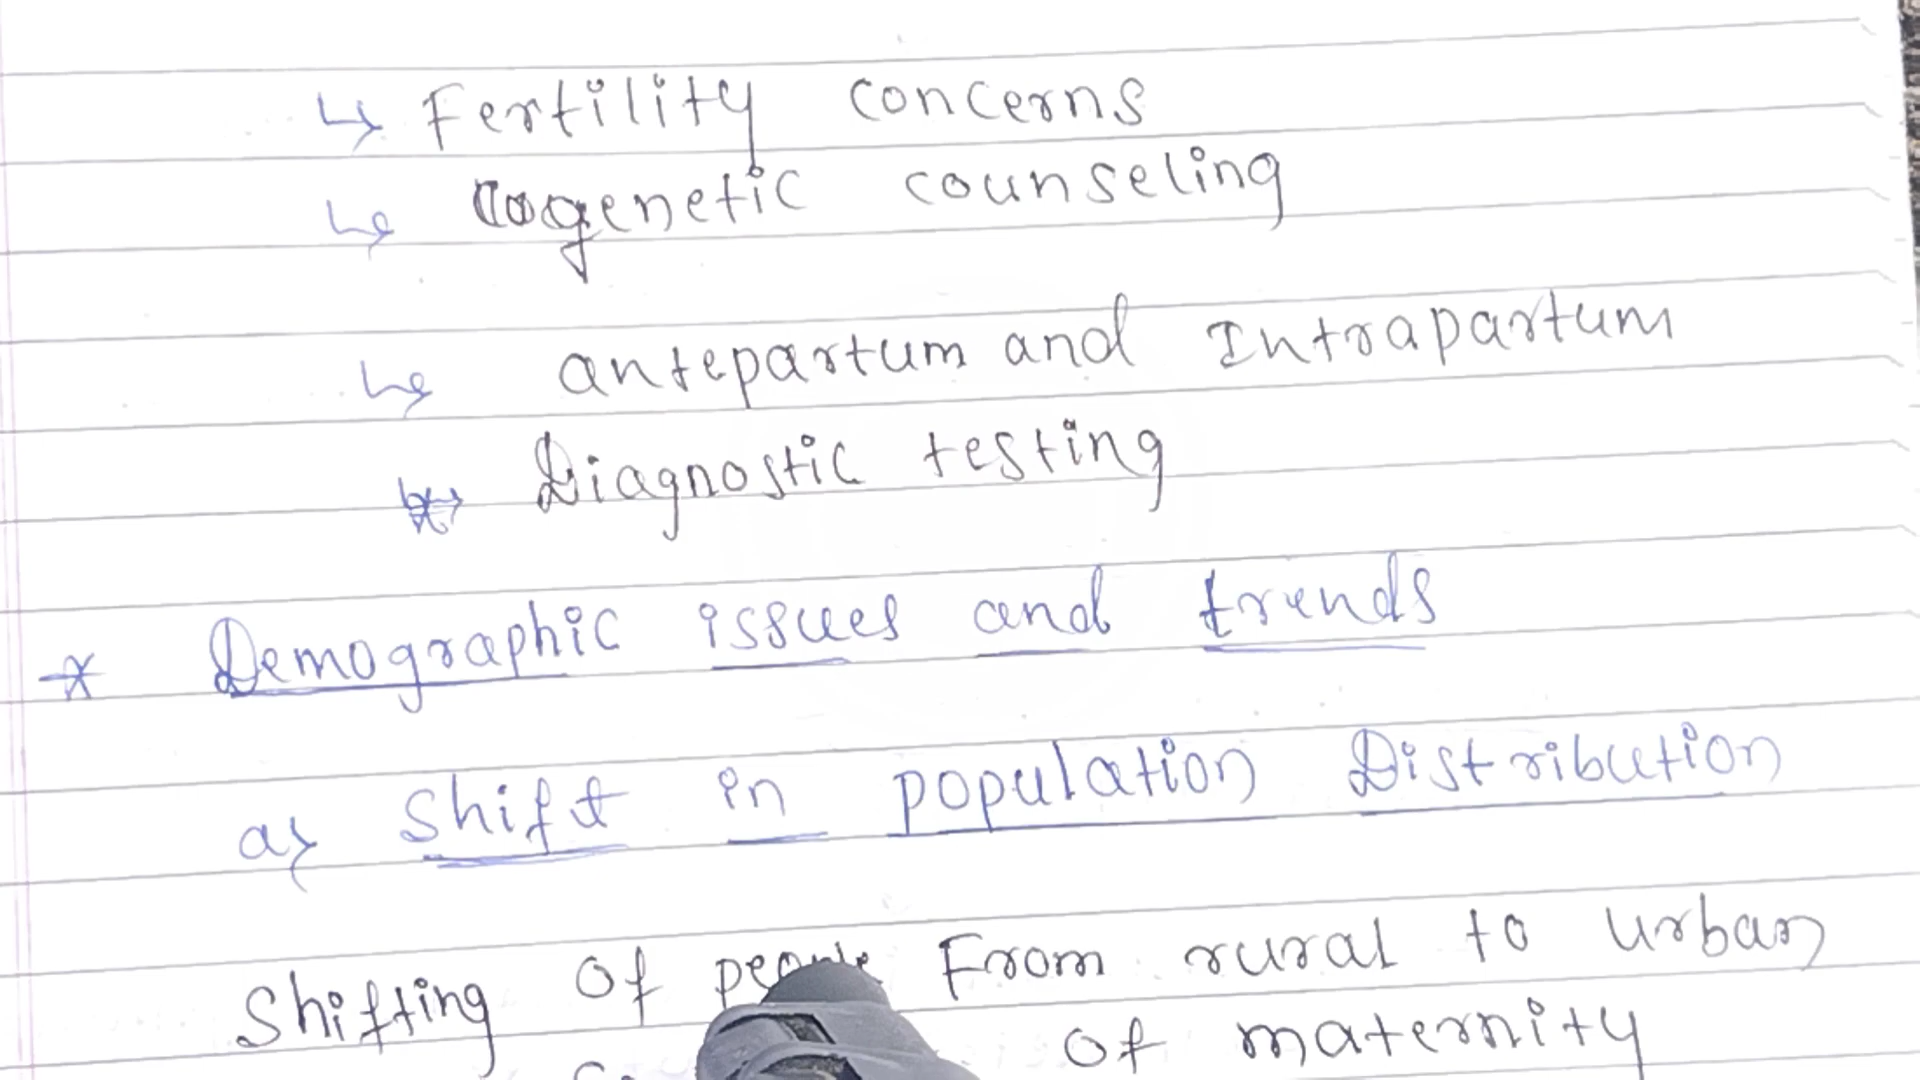 ↳ Fertility concerns
↳ genetic counseling
↳ antepartum and Intrapartum
↳ Diagnostic testing
* Demographic issues and trends
a) Shift in population Distribution
Shifting of people From rural to urban
of maternity